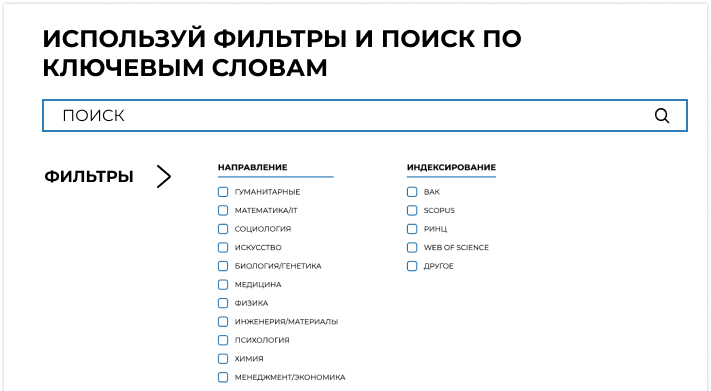 ИСПОЛЬЗУЙ ФИЛЬТРЫ И ПОИСК ПО
КЛЮЧЕВЫМ СЛОВАМ
ПОИСК
ФИЛЬТРЫ
НАПРАВЛЕНИЕ
ГУМАНИТАРНЫЕ
МАТЕМАТИКА/IT
СОЦИОЛОГИЯ
ИСКУССТВО
БИОЛОГИЯ/ГЕНЕТИКА
МЕДИЦИНА
ФИЗИКА
ИНЖЕНЕРИЯ/МАТЕРИАЛЫ
ПСИХОЛОГИЯ
ХИМИЯ
МЕНЕДЖМЕНТ/ЭКОНОМИКА
ИНДЕКСИРОВАНИЕ
ВАК
SCOPUS
РИНЦ
WEB OF SCIENCE
ДРУГОЕ